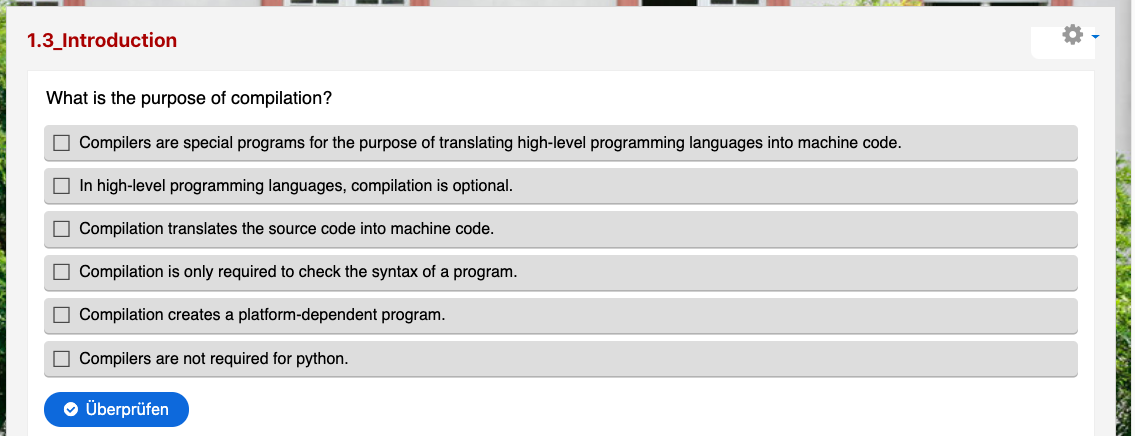 1.3_Introduction
What is the purpose of compilation?
Compilers are special programs for the purpose of translating high-level programming languages into machine code.
In high-level programming languages, compilation is optional.
Compilation translates the source code into machine code.
Compilation is only required to check the syntax of a program.
Compilation creates a platform-dependent program.
Compilers are not required for python.
Überprüfen